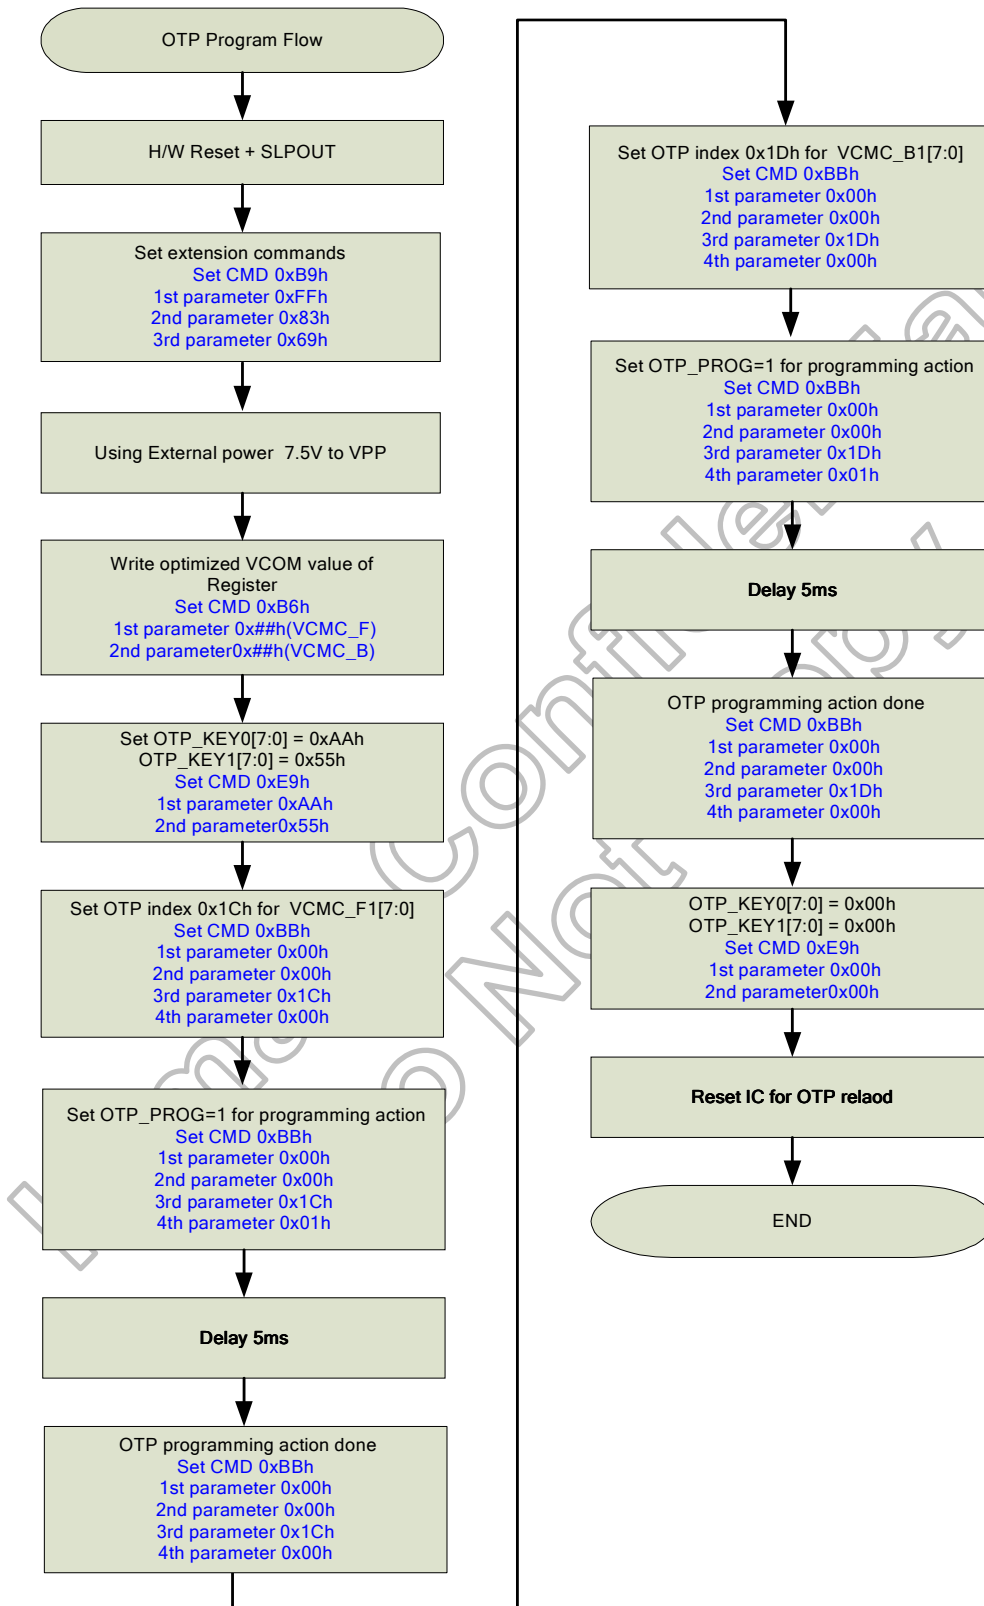 OTP Program Flow
H/W Reset + SLPOUT
Set extension commands
Set CMD 0xB9h
1st parameter 0xFFh
2nd parameter 0x83h
3rd parameter 0x69h
Using External power 7.5V to VPP
Write optimized VCOM value of
Register
Set CMD 0xB6h
1st parameter 0x##h(VCMC_F)
2nd parameter0x##h(VCMC_B)
Set OTP_KEY0[7:0] = 0xAAh
OTP_KEY1[7:0] = 0x55h
Set CMD 0xE9h
1st parameter 0xAAh
2nd parameter0x55h
Set OTP index 0x1Ch for VCMC_F1[7:0]
Set CMD 0xBBh
1st parameter 0x00h
2nd parameter 0x00h
3rd parameter 0x1Ch
4th parameter 0x00h
Set OTP_PROG=1 for programming action
Set CMD 0xBBh
1st parameter 0x00h
2nd parameter 0x00h
3rd parameter 0x1Ch
4th parameter 0x01h
Delay 5ms
OTP programming action done
Set CMD 0xBBh
1st parameter 0x00h
2nd parameter 0x00h
3rd parameter 0x1Ch
4th parameter 0x00h
Set OTP index 0x1Dh for VCMC_B1[7:0]
Set CMD 0xBBh
1st parameter 0x00h
2nd parameter 0x00h
3rd parameter 0x1Dh
4th parameter 0x00h
Set OTP_PROG=1 for programming action
Set CMD 0xBBh
1st parameter 0x00h
2nd parameter 0x00h
3rd parameter 0x1Dh
4th parameter 0x01h
Delay 5ms
OTP programming action done
Set CMD 0xBBh
1st parameter 0x00h
2nd parameter 0x00h
3rd parameter 0x1Dh
4th parameter 0x00h
OTP_KEY0[7:0] = 0x00h
OTP_KEY1[7:0] = 0x00h
Set CMD 0xE9h
1st parameter 0x00h
2nd parameter0x00h
Reset IC for OTP relaod
END